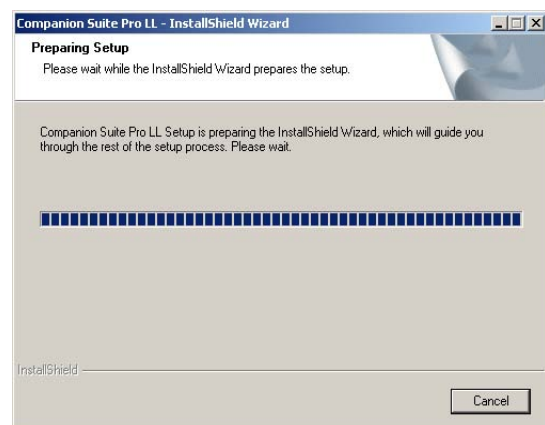 Companion Suite Pro LL - InstallShield Wizard
Preparing Setup
Please wait while the InstallShield Wizard prepares the setup.
Companion Suite Pro LL Setup is preparing the InstallShield Wizard, which will guide you
through the rest of the setup process. Please wait.
InstallShield
Cancel